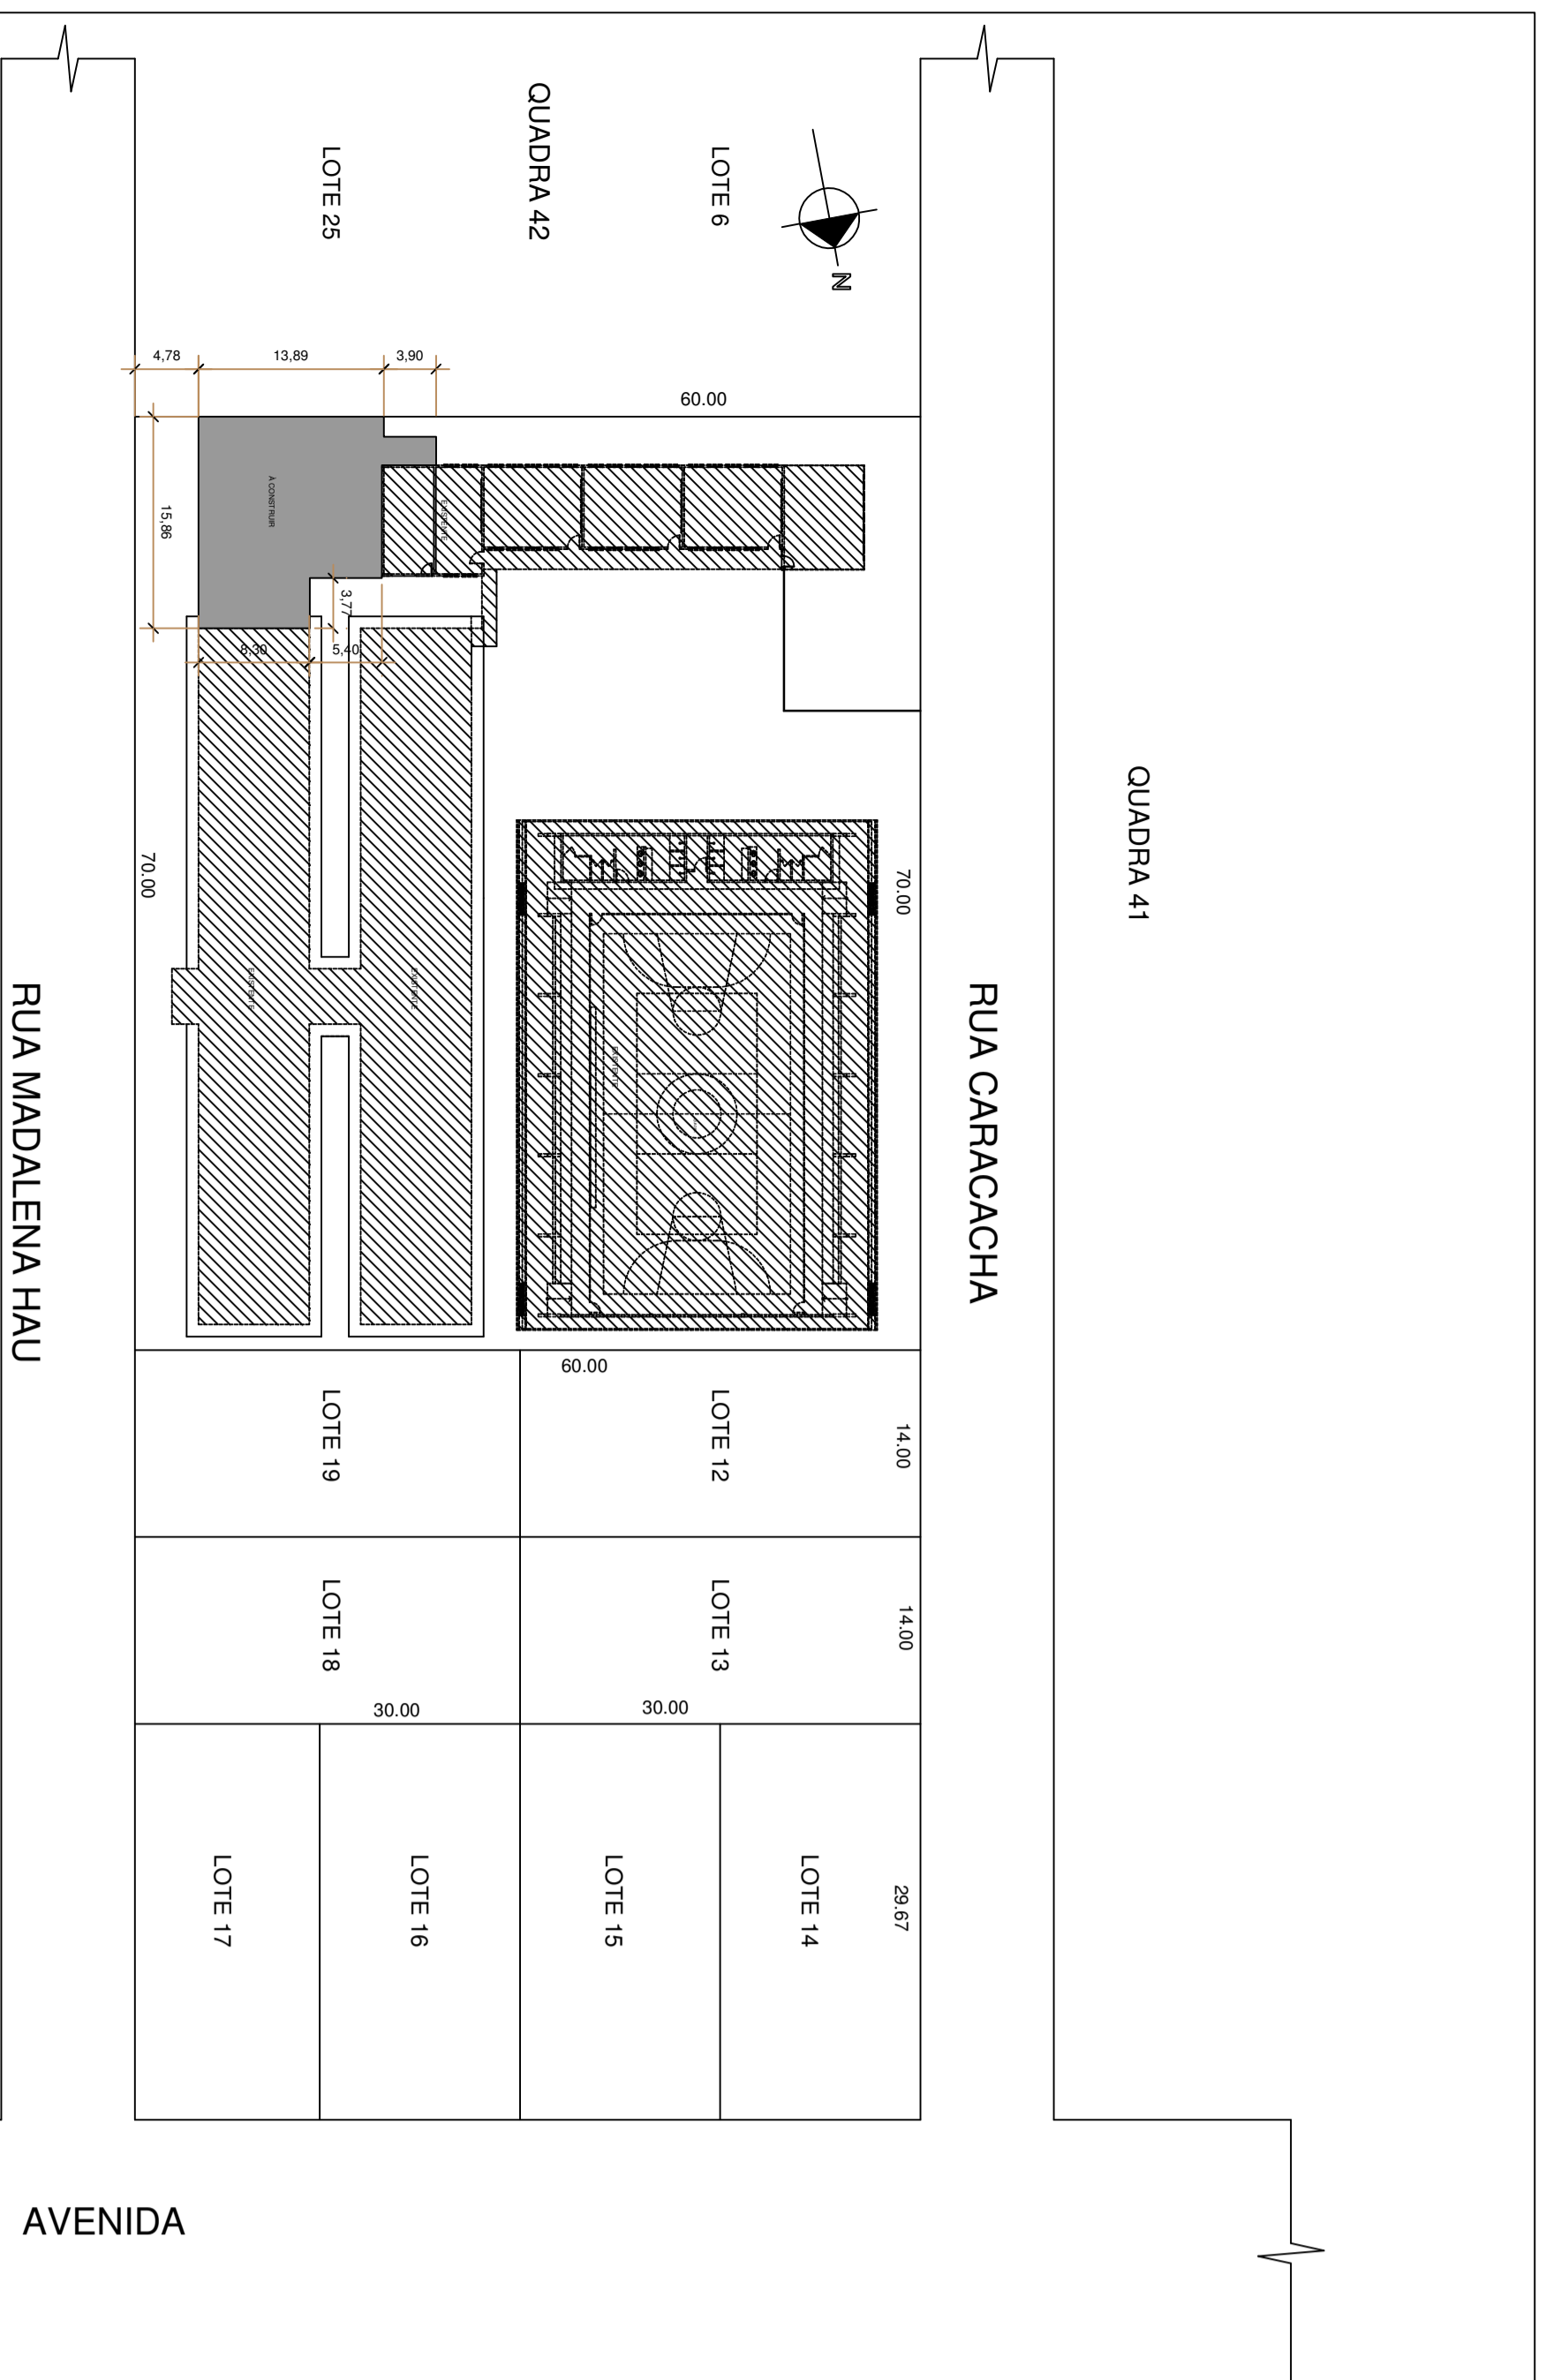 QUADRA 41
RUA CARACACHA
QUADRA 42
LOTE 6
LOTE 25
N
4,78
13,89
3,90
60.00
À CONSTRUIR
EXISTENTE
15,86
3,77
8,30
5,40
70.00
70.00
EXISTENTE
EXISTENTE
EXISTENTE
RUA MADALENA HAU
60.00
LOTE 19
LOTE 12
14.00
LOTE 18
LOTE 13
14.00
30.00
30.00
LOTE 17
LOTE 16
LOTE 15
LOTE 14
29.67
AVENIDA